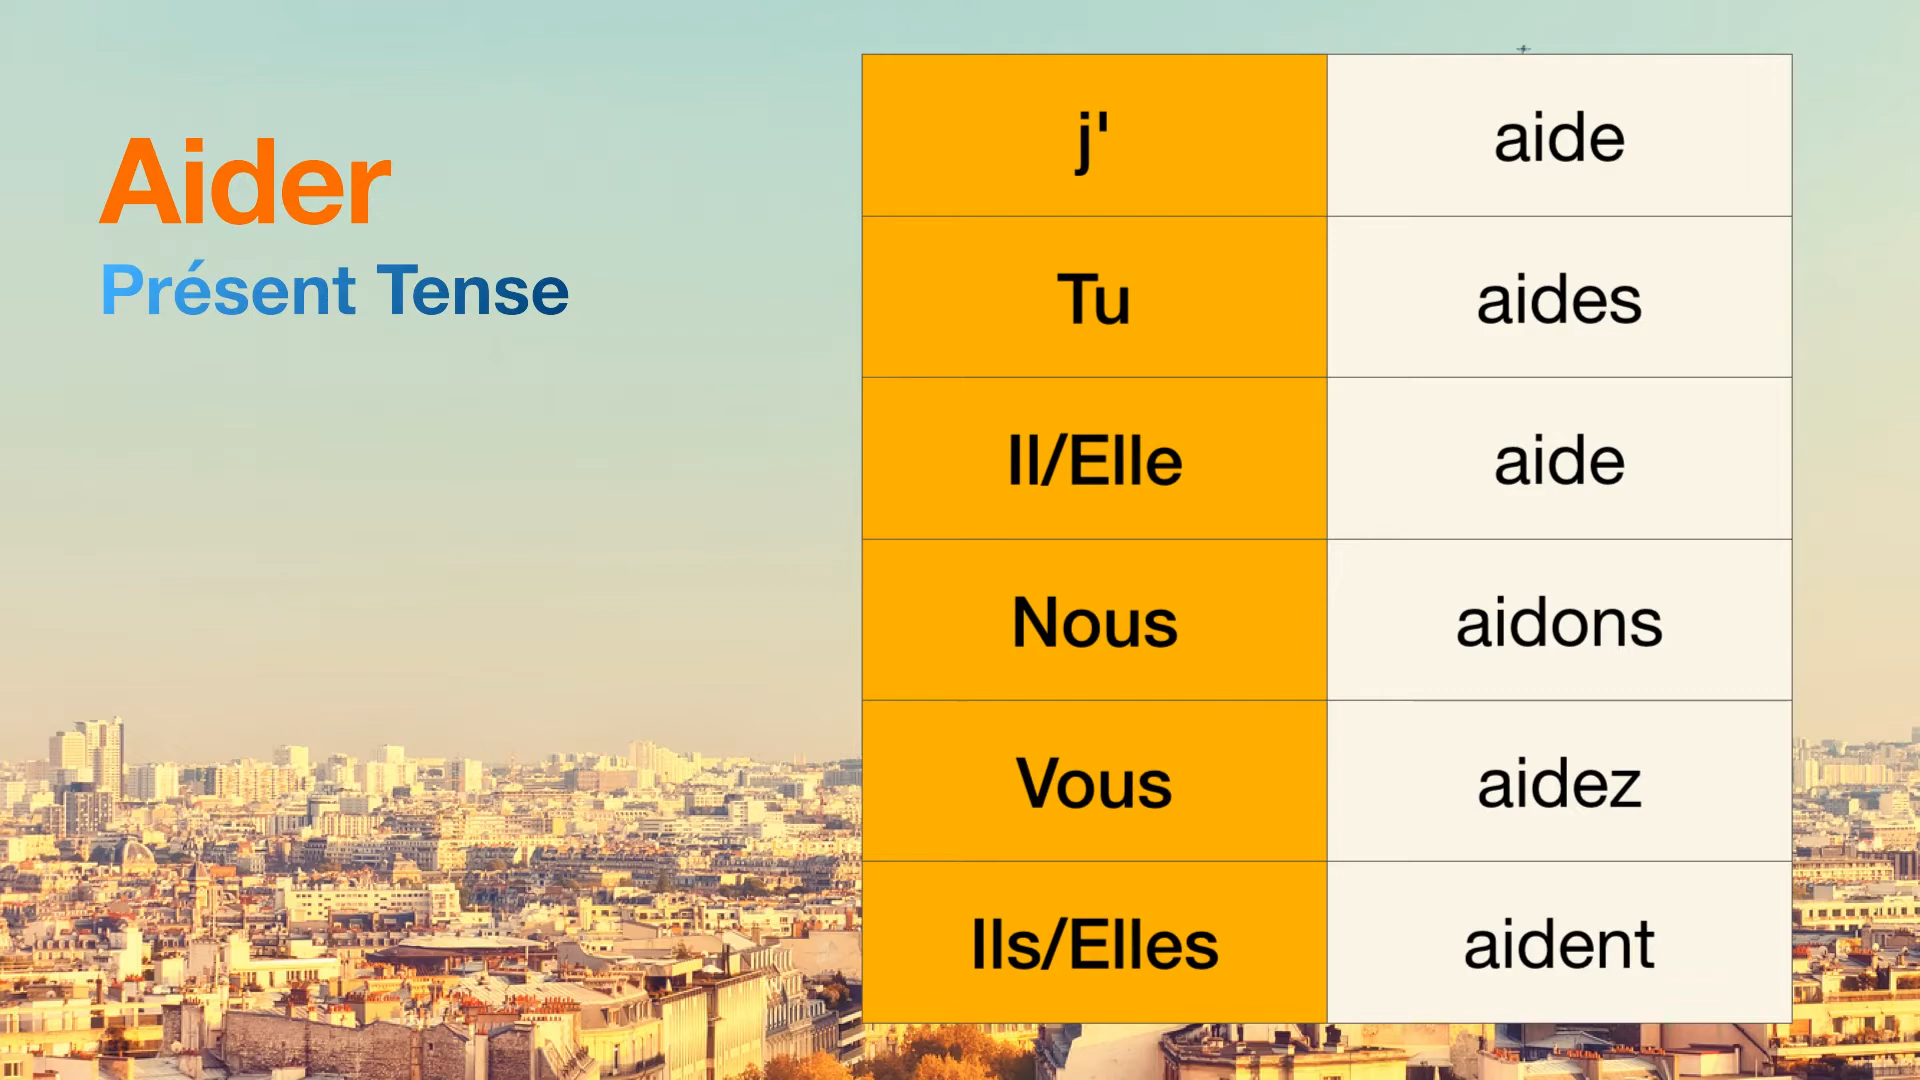 Aider
Présent Tense
j' aide
Tu aides
Il/Elle aide
Nous aidons
Vous aidez
Ils/Elles aident